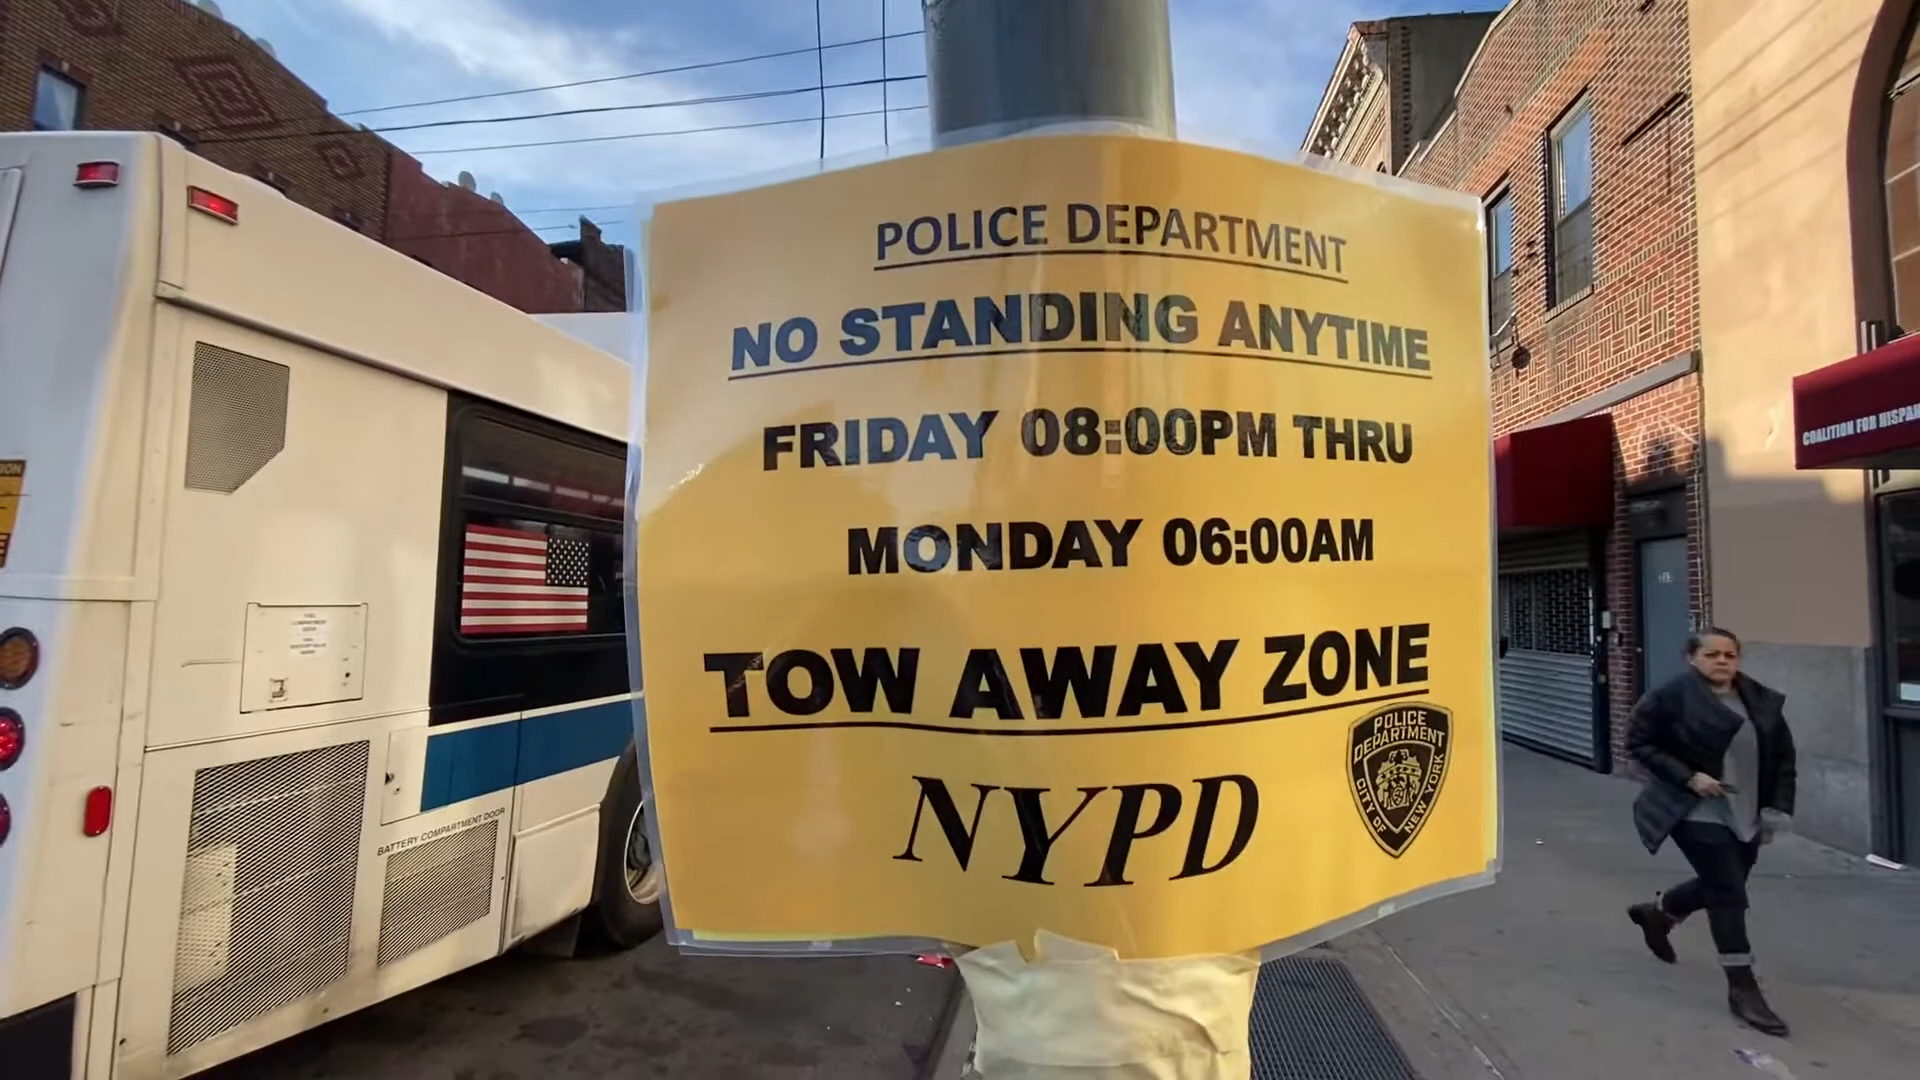 POLICE DEPARTMENT
NO STANDING ANYTIME
FRIDAY 08:00PM THRU
MONDAY 06:00AM
TOW AWAY ZONE
NYPD
POLICE
DEPARTMENT
CITY OF
NEW YORK
BATTERY COMPARTMENT DOOR
COALITION FOR HISPA